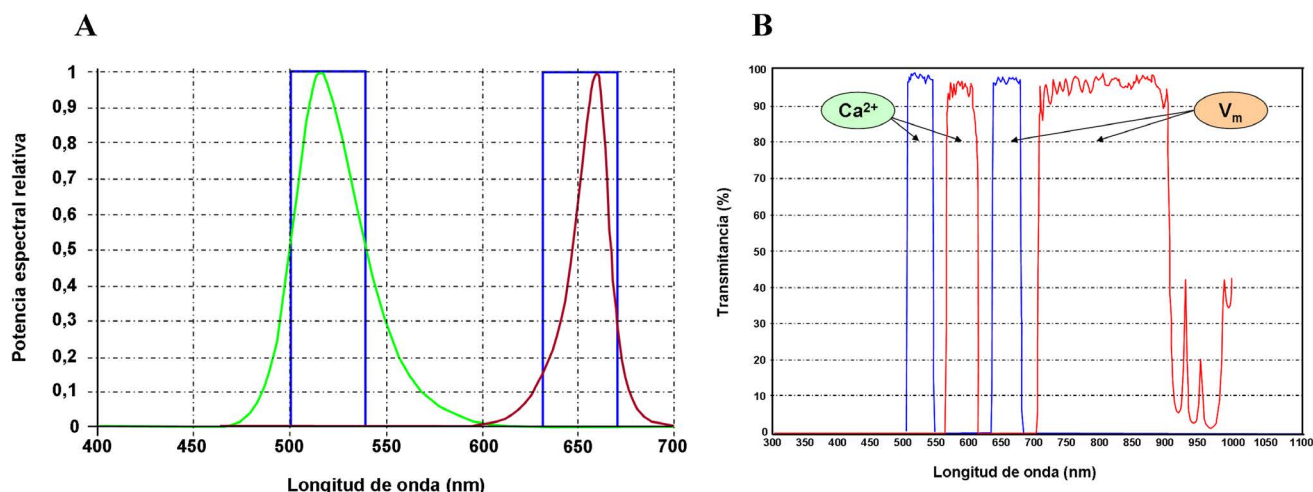 A
Potencia espectral relativa
1
0,9
0,8
0,7
0,6
0,5
0,4
0,3
0,2
0,1
0
400 450 500 550 600 650 700
Longitud de onda (nm)
B
Transmitancia (%)
100
90
80
70
60
50
40
30
20
10
0
Ca²⁺
Vₘ
300 350 400 450 500 550 600 650 700 750 800 850 900 950 1000 1050 1100
Longitud de onda (nm)